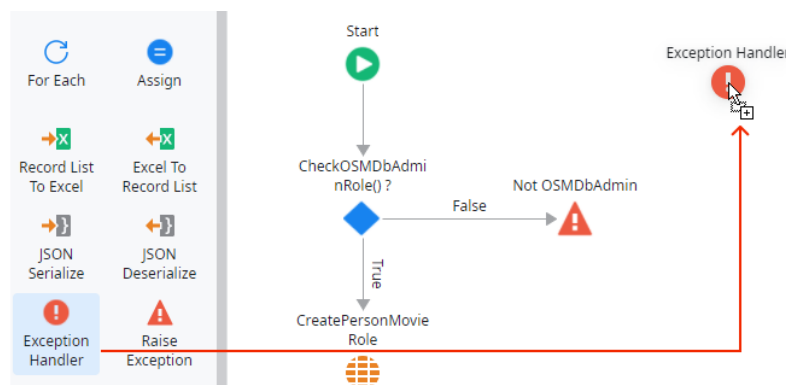 For Each
Assign
Record List
To Excel
Excel To
Record List
JSON
Serialize
JSON
Deserialize
Exception
Handler
Raise
Exception
Start
CheckOSMDbAdmi
nRole() ?
False
Not OSMDbAdmin
True
CreatePersonMovie
Role
Exception Handler